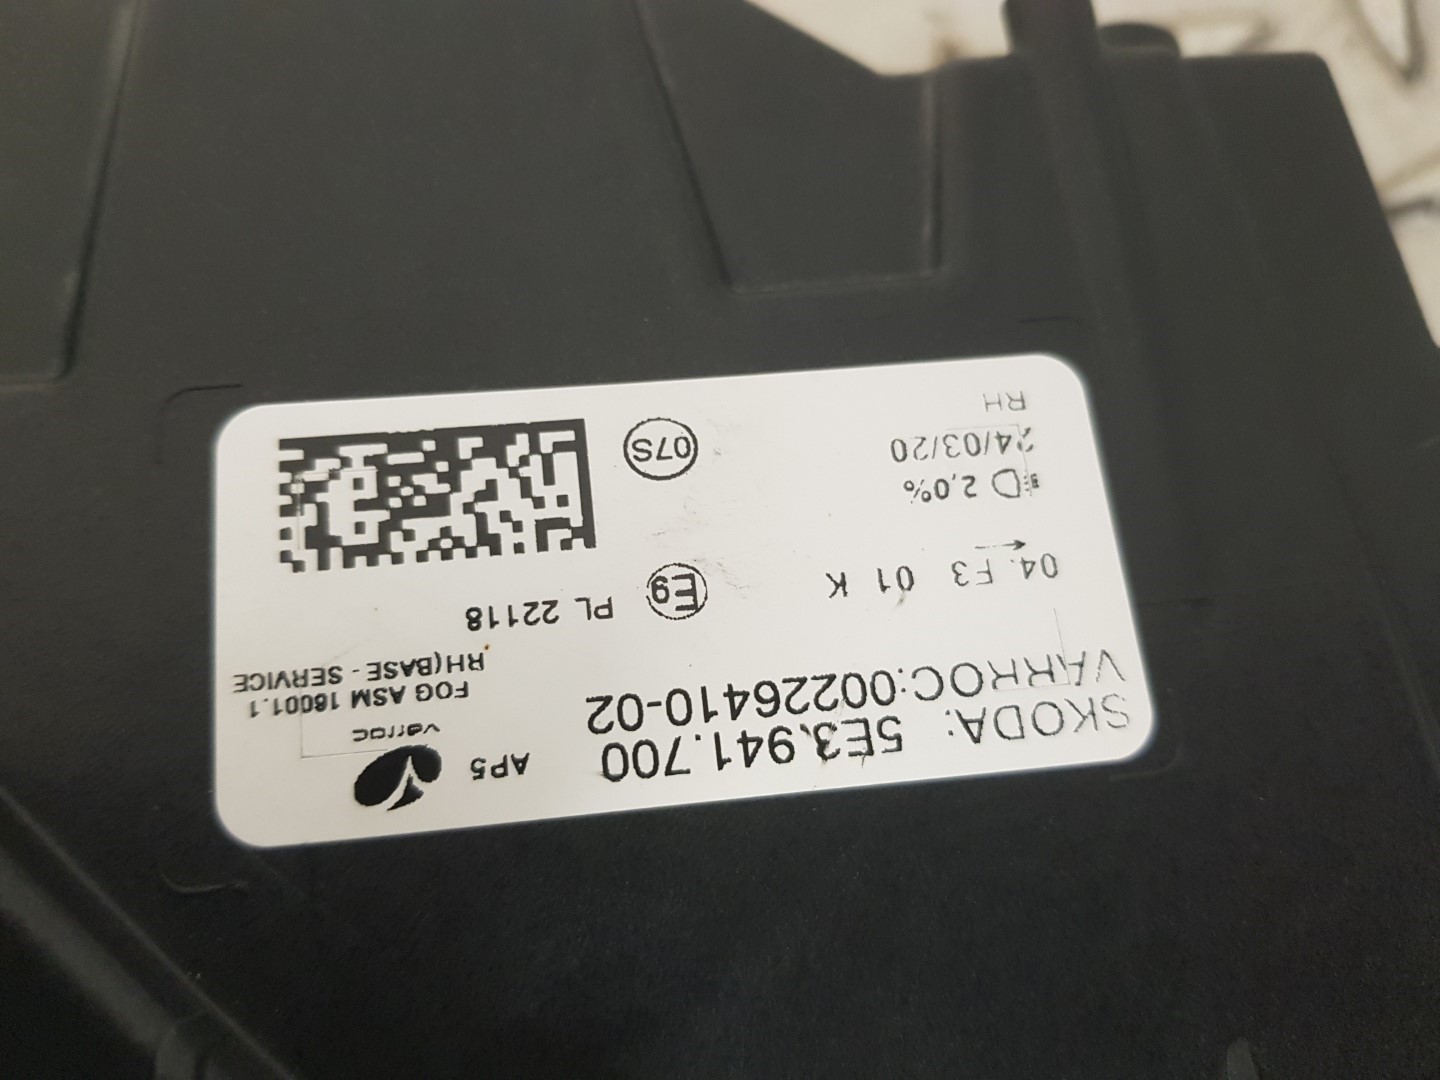 SKODA: 5E3.941.700 AP5
VARROC:00226410-02
varroc
FOG ASM 16001.1
RH(BASE - SERVICE
04. F3 01 K E9 PL 22118
2,0%
24/03/20
RH
07S